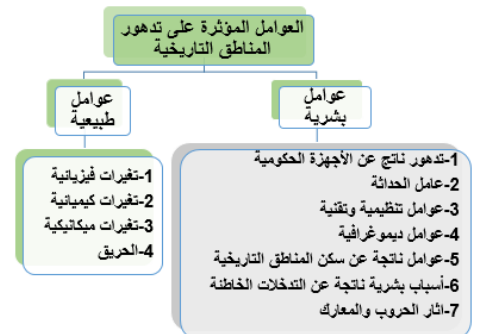 العوامل المؤثرة على تدهور
المناطق التاريخية
عوامل
بشرية
عوامل
طبيعية
1-تدهور ناتج عن الأجهزة الحكومية
2-عامل الحداثة
3-عوامل تنظيمية وتقنية
4-عوامل ديموغرافية
5-عوامل ناتجة عن سكن المناطق التاريخية
6-أسباب بشرية ناتجة عن التدخلات الخاطئة
7-اثار الحروب والمعارك
1-تغيرات فيزيائية
2-تغيرات كيميائية
3-تغيرات ميكانيكية
4-الحريق